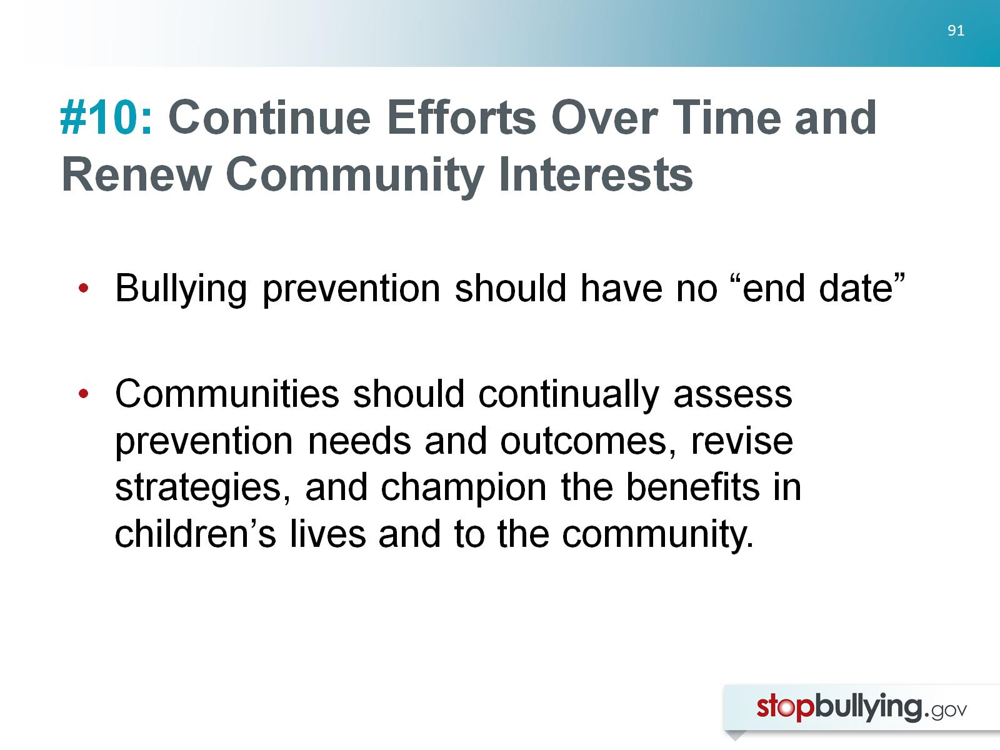 91
#10: Continue Efforts Over Time and
Renew Community Interests
• Bullying prevention should have no “end date”
• Communities should continually assess
prevention needs and outcomes, revise
strategies, and champion the benefits in
children’s lives and to the community.
stopbullying.gov